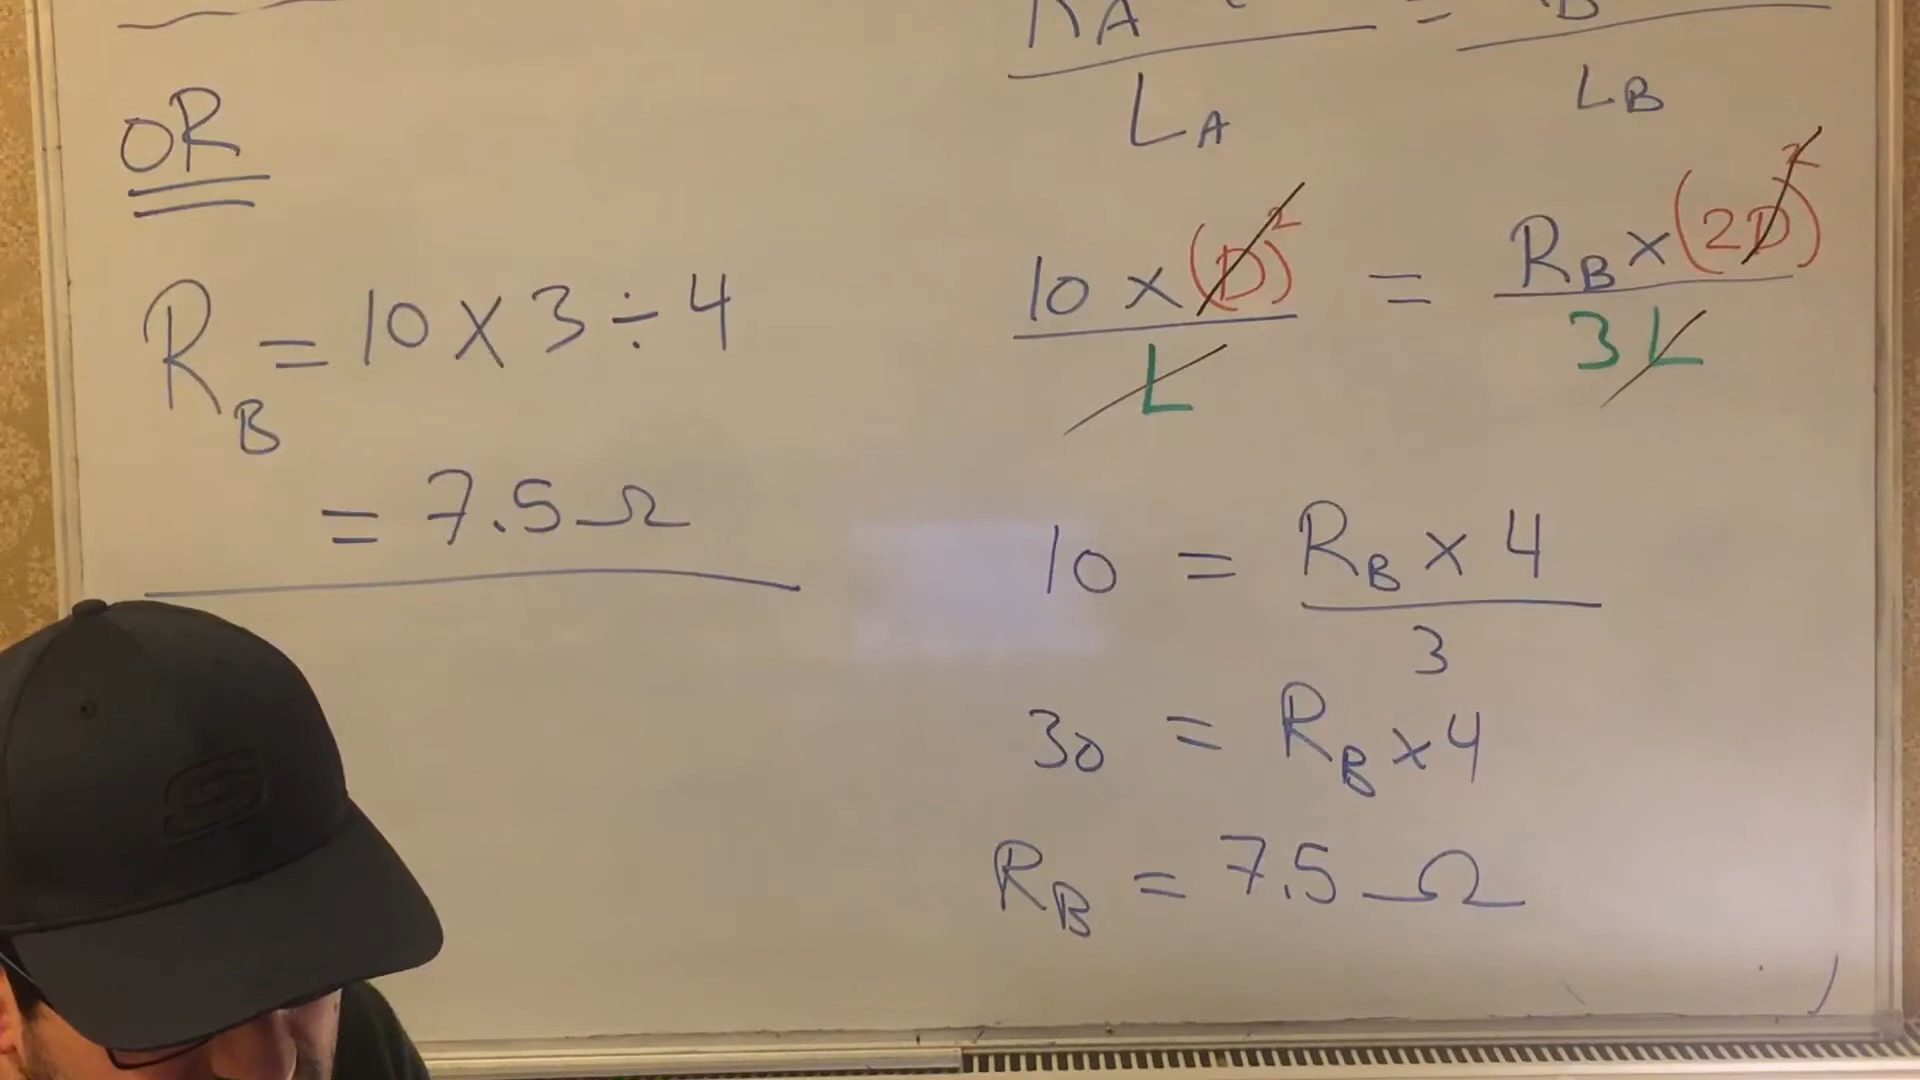 OR
R_B = 10 X 3 ÷ 4
= 7.5 Ω
R_A = B
L_A L_B
10 × (D)² = R_B × (2D)²
L 3L
10 = R_B × 4
3
30 = R_B × 4
R_B = 7.5 Ω